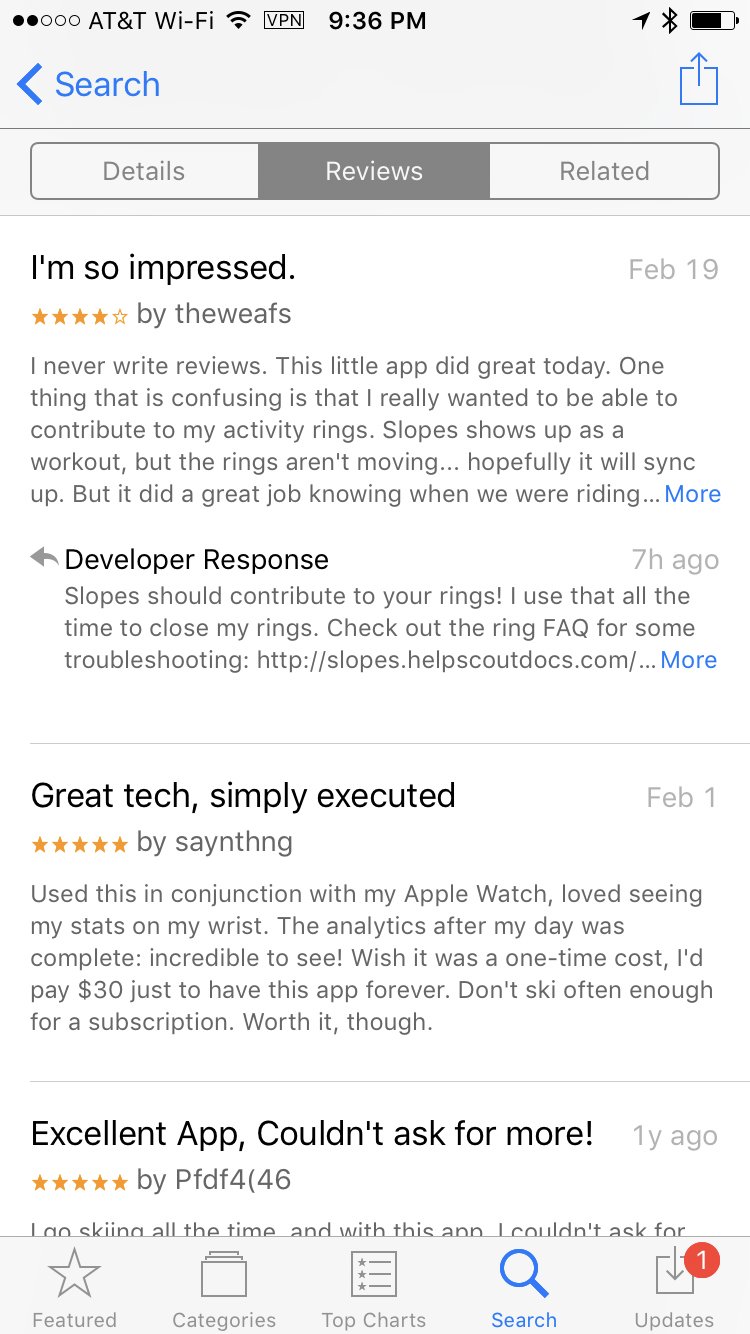 AT&T Wi-Fi VPN 9:36 PM
Search
Details Reviews Related
I'm so impressed. Feb 19
by theweafs
I never write reviews. This little app did great today. One
thing that is confusing is that I really wanted to be able to
contribute to my activity rings. Slopes shows up as a
workout, but the rings aren't moving... hopefully it will sync
up. But it did a great job knowing when we were riding... More
Developer Response 7h ago
Slopes should contribute to your rings! I use that all the
time to close my rings. Check out the ring FAQ for some
troubleshooting: http://slopes.helpscoutdocs.com/... More
Great tech, simply executed Feb 1
by saynthng
Used this in conjunction with my Apple Watch, loved seeing
my stats on my wrist. The analytics after my day was
complete: incredible to see! Wish it was a one-time cost, I'd
pay $30 just to have this app forever. Don't ski often enough
for a subscription. Worth it, though.
Excellent App, Couldn't ask for more! 1y ago
by Pfdf4(46
I go skiing all the time, and with this app, I couldn't ask for
1
Featured Categories Top Charts Search Updates